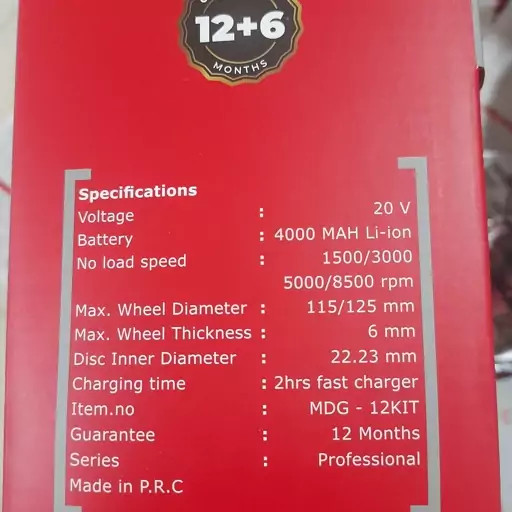 12+6
MONTHS
Specifications
Voltage : 20 V
Battery : 4000 MAH Li-ion
No load speed : 1500/3000
5000/8500 rpm
Max. Wheel Diameter : 115/125 mm
Max. Wheel Thickness : 6 mm
Disc Inner Diameter : 22.23 mm
Charging time : 2hrs fast charger
Item.no : MDG - 12KIT
Guarantee : 12 Months
Series : Professional
Made in P.R.C